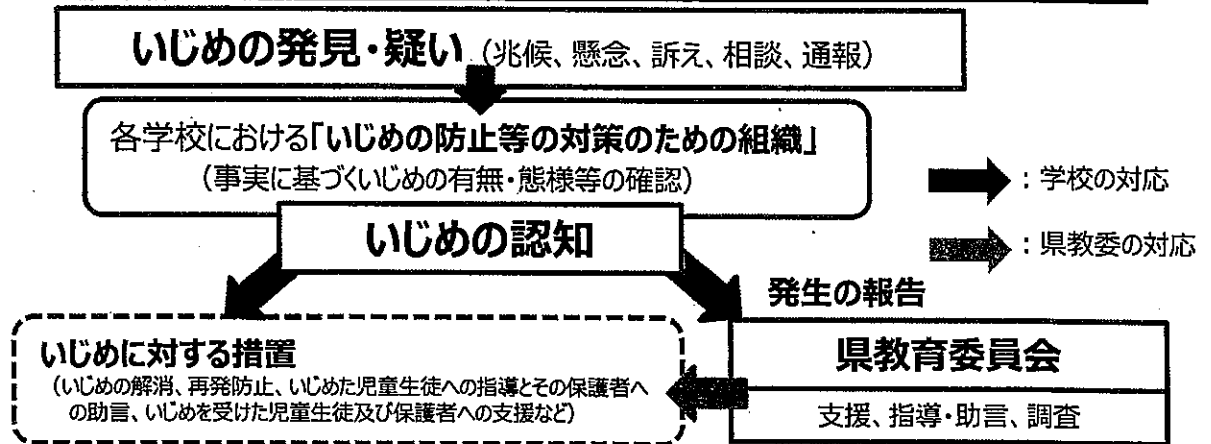 いじめの発見・疑い（兆候、懸念、訴え、相談、通報）
各学校における「いじめの防止等の対策のための組織」
（事実に基づくいじめの有無・態様等の確認）
：学校の対応
いじめの認知
：県教委の対応
発生の報告
いじめに対する措置
（いじめの解消、再発防止、いじめた児童生徒への指導とその保護者へ
の助言、いじめを受けた児童生徒及び保護者への支援など）
県教育委員会
支援、指導・助言、調査